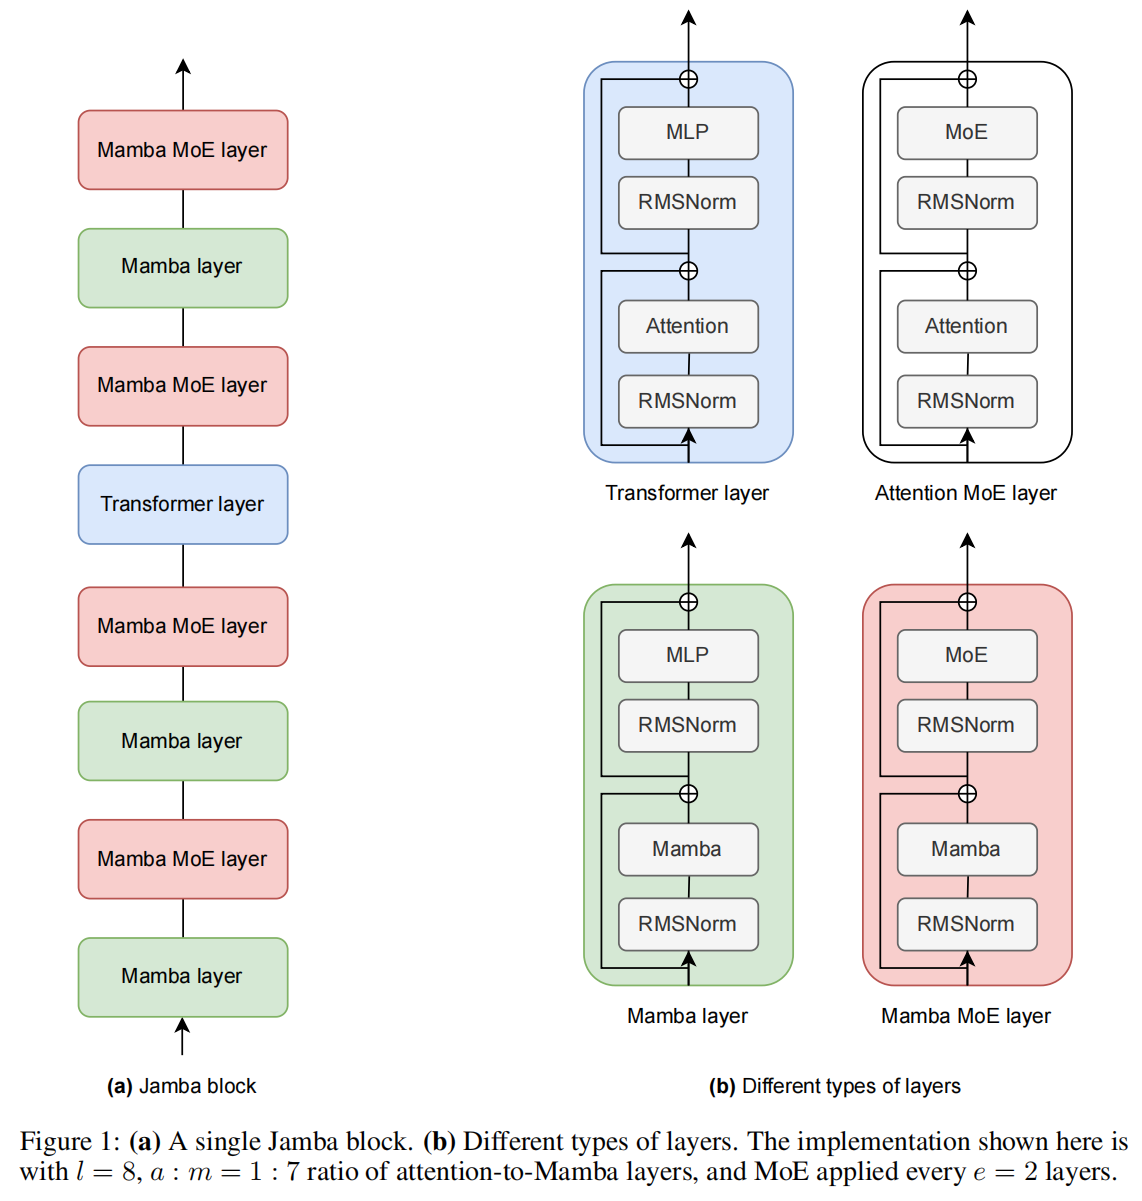 Mamba MoE layer
Mamba layer
Mamba MoE layer
Transformer layer
Mamba MoE layer
Mamba layer
Mamba MoE layer
Mamba layer
(a) Jamba block
MLP
RMSNorm
Attention
RMSNorm
Transformer layer
MoE
RMSNorm
Attention
RMSNorm
Attention MoE layer
MLP
RMSNorm
Mamba
RMSNorm
Mamba layer
MoE
RMSNorm
Mamba
RMSNorm
Mamba MoE layer
(b) Different types of layers
Figure 1: (a) A single Jamba block. (b) Different types of layers. The implementation shown here is
with l = 8, a : m = 1 : 7 ratio of attention-to-Mamba layers, and MoE applied every e = 2 layers.